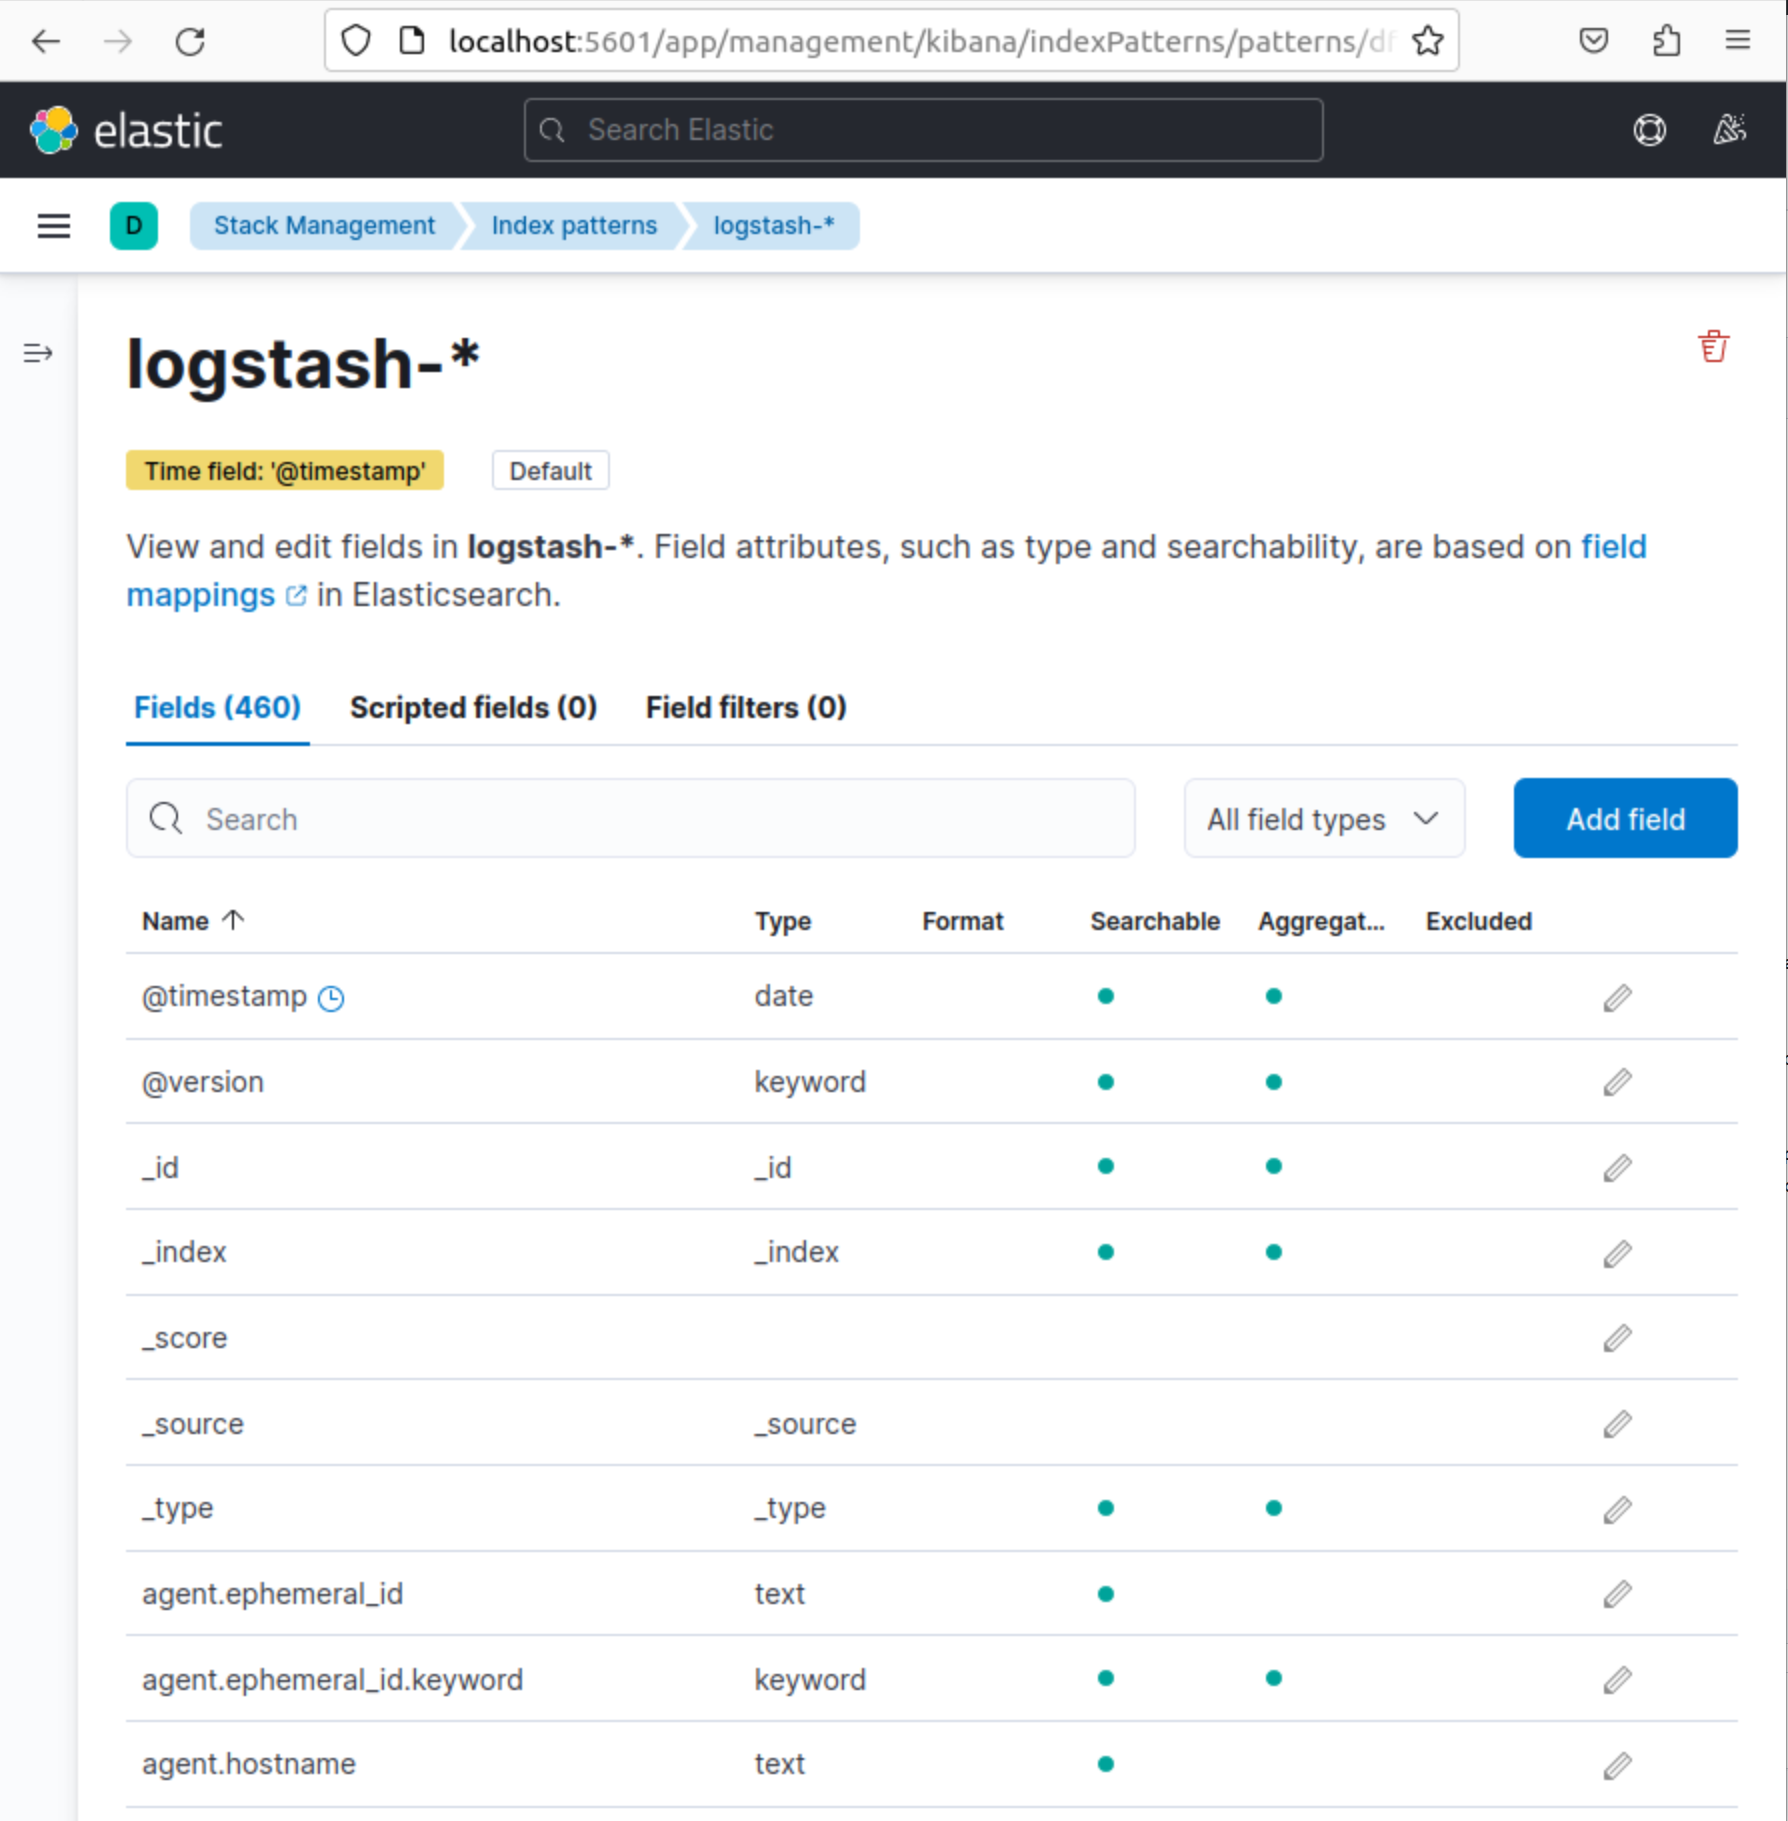 localhost:5601/app/management/kibana/indexPatterns/patterns/df
elastic
Search Elastic
D
Stack Management
Index patterns
logstash-*
logstash-*
Time field: '@timestamp'
Default
View and edit fields in logstash-*. Field attributes, such as type and searchability, are based on field
mappings in Elasticsearch.
Fields (460)
Scripted fields (0)
Field filters (0)
Search
All field types
Add field
Name Type Format Searchable Aggregat... Excluded
@timestamp date
@version keyword
_id _id
_index _index
_score
_source _source
_type _type
agent.ephemeral_id text
agent.ephemeral_id.keyword keyword
agent.hostname text